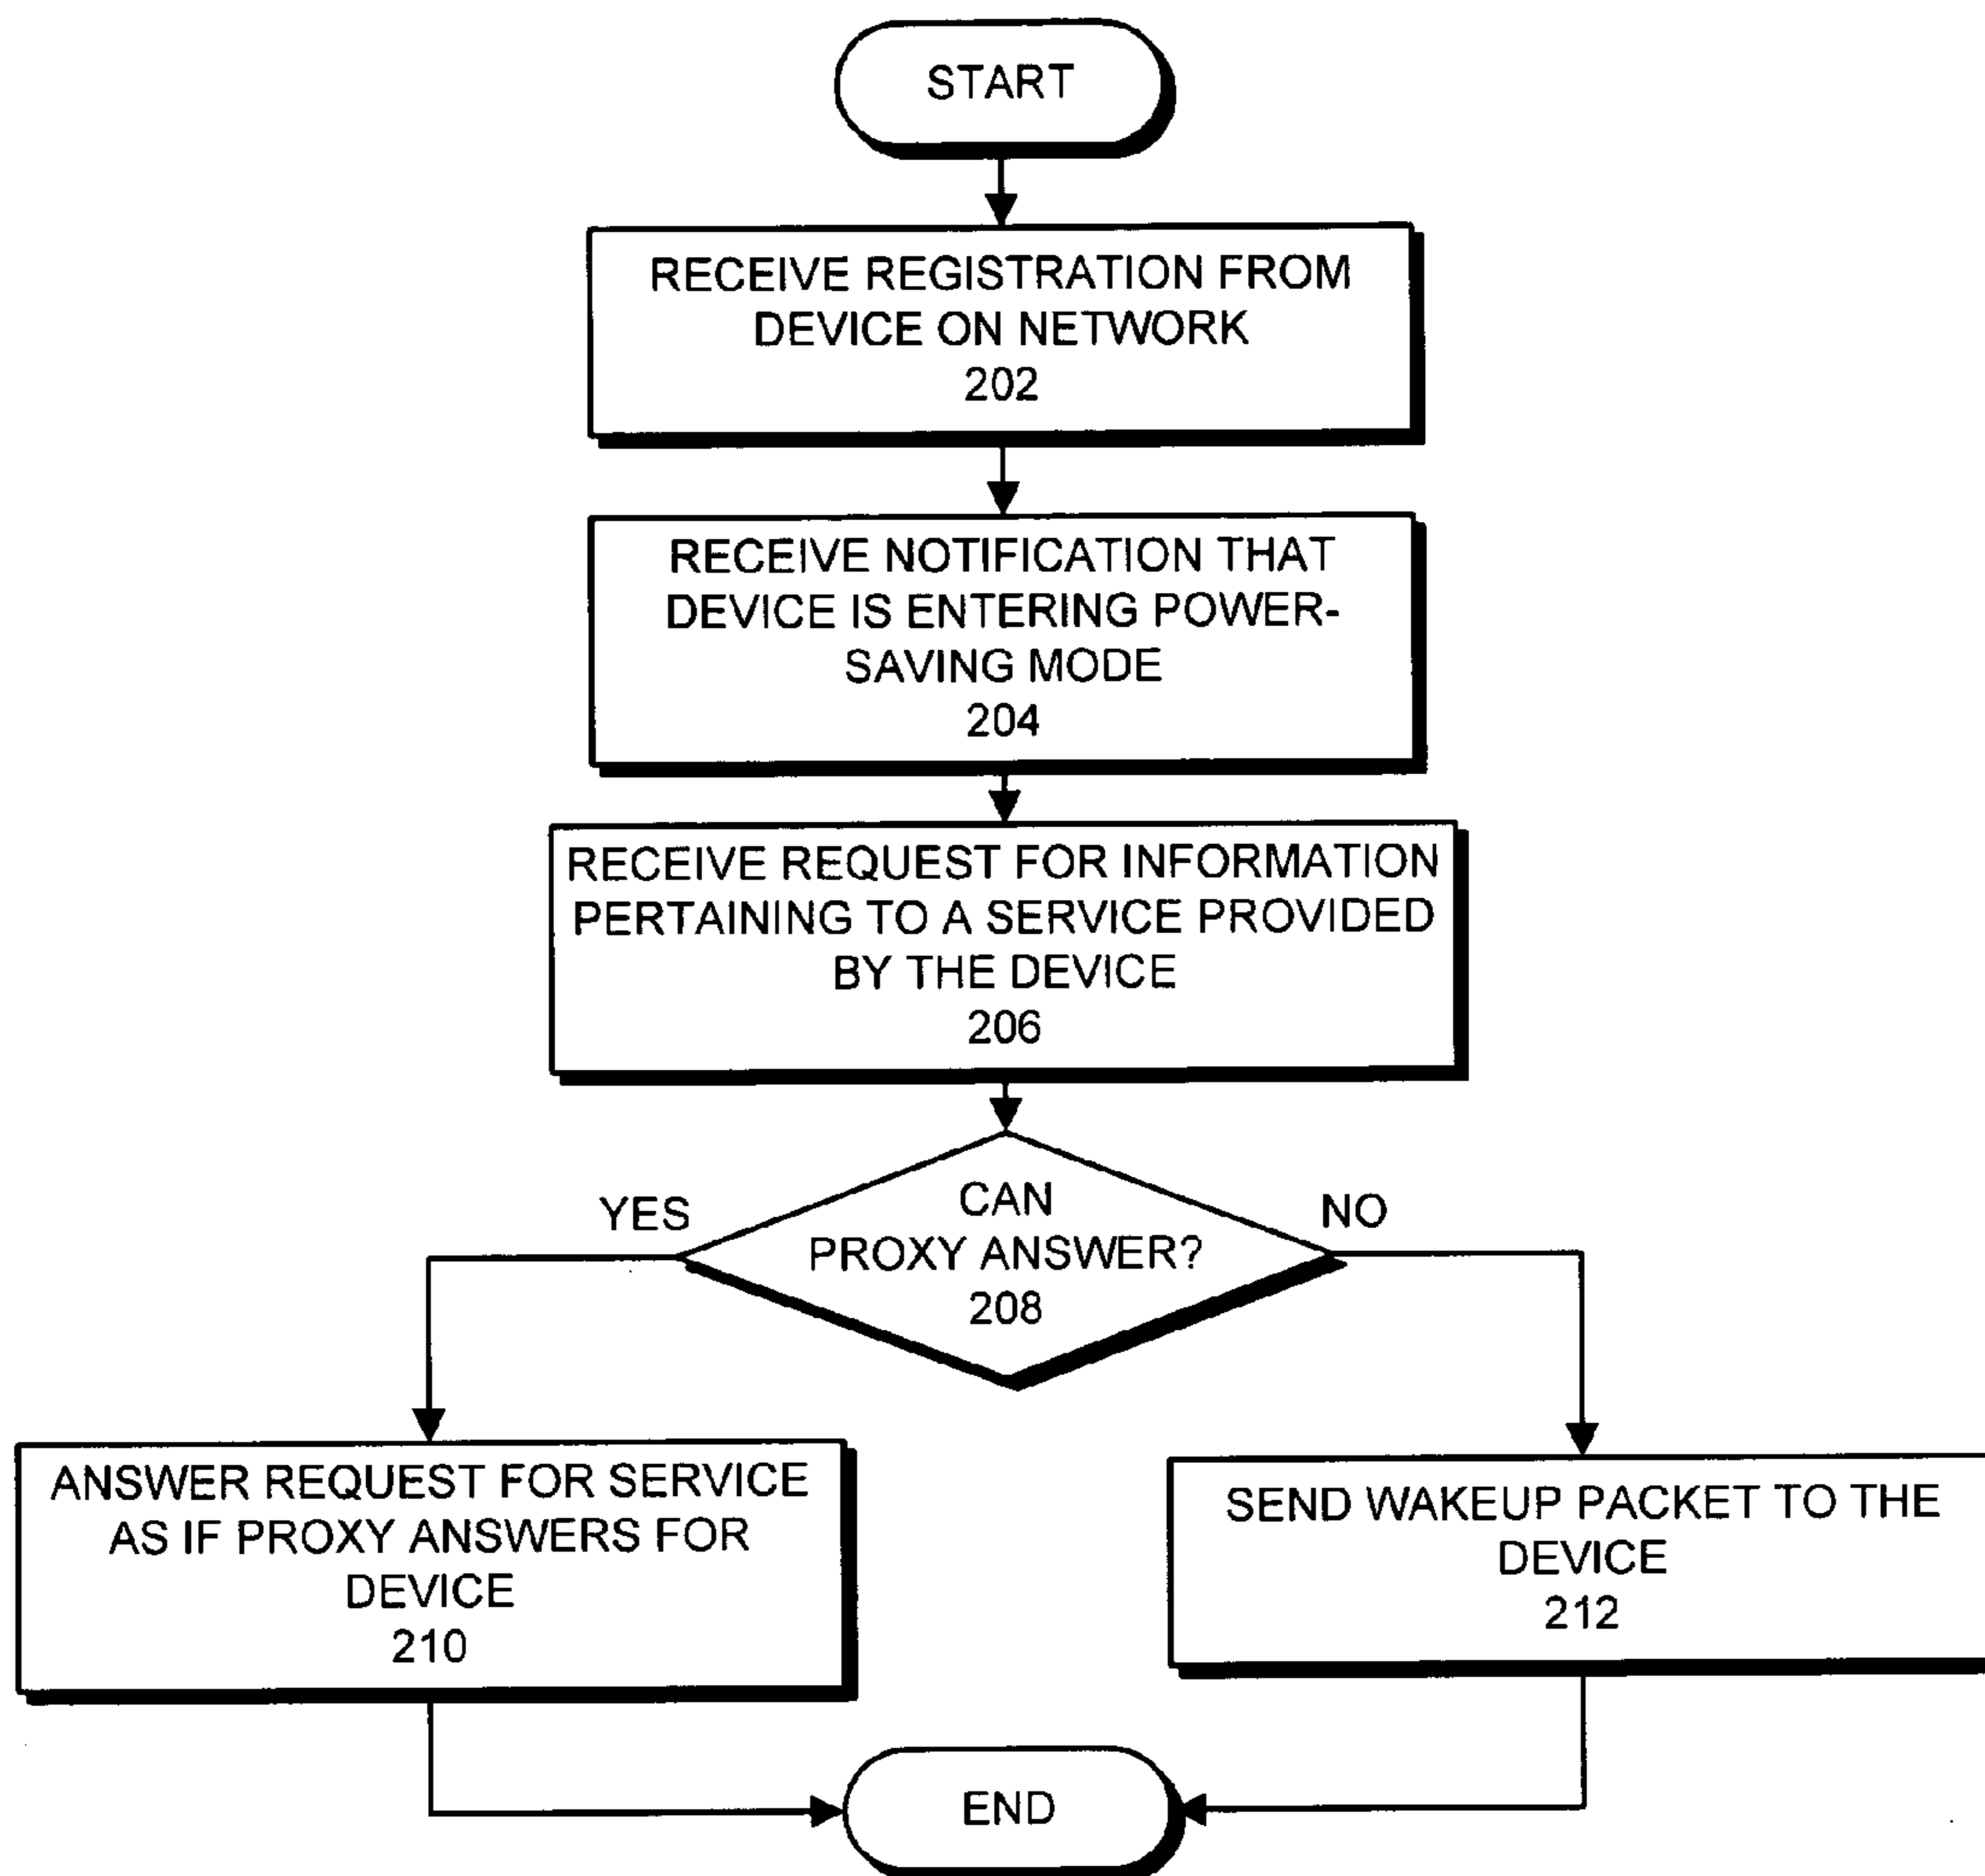 START
RECEIVE REGISTRATION FROM
DEVICE ON NETWORK
202
RECEIVE NOTIFICATION THAT
DEVICE IS ENTERING POWER-
SAVING MODE
204
RECEIVE REQUEST FOR INFORMATION
PERTAINING TO A SERVICE PROVIDED
BY THE DEVICE
206
CAN
PROXY ANSWER?
208
YES
NO
ANSWER REQUEST FOR SERVICE
AS IF PROXY ANSWERS FOR
DEVICE
210
SEND WAKEUP PACKET TO THE
DEVICE
212
END